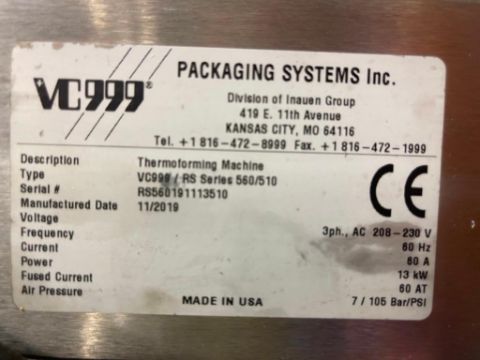 VC999® PACKAGING SYSTEMS Inc.
Division of Inauen Group
419 E. 11th Avenue
KANSAS CITY, MO 64116
Tel. +1 816-472-8999 Fax. +1 816-472-1999
Description Thermoforming Machine
Type VC999 / RS Series 560/510
Serial # RS560191113510
Manufactured Date 11/2019
Voltage 3ph., AC 208-230 V
Frequency 60 Hz
Current 60 A
Power 13 kW
Fused Current 60 AT
Air Pressure 7 / 105 Bar/PSI
CE
MADE IN USA